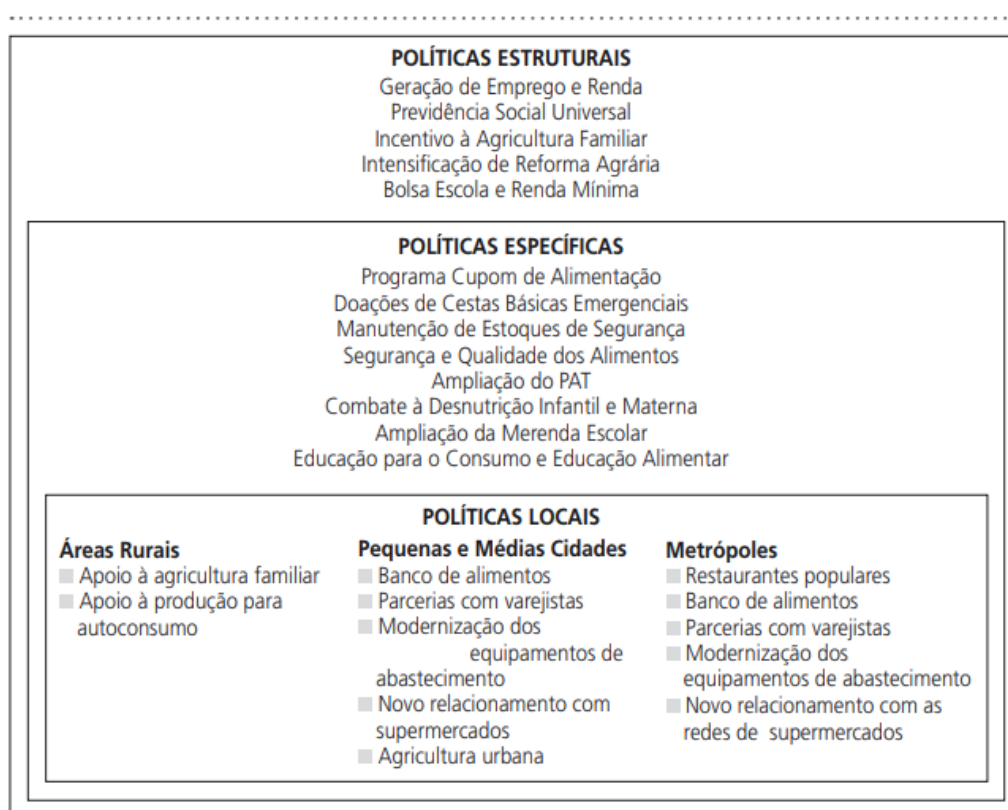 POLÍTICAS ESTRUTURAIS
Geração de Emprego e Renda
Previdência Social Universal
Incentivo à Agricultura Familiar
Intensificação de Reforma Agrária
Bolsa Escola e Renda Mínima
POLÍTICAS ESPECÍFICAS
Programa Cupom de Alimentação
Doações de Cestas Básicas Emergenciais
Manutenção de Estoques de Segurança
Segurança e Qualidade dos Alimentos
Ampliação do PAT
Combate à Desnutrição Infantil e Materna
Ampliação da Merenda Escolar
Educação para o Consumo e Educação Alimentar
POLÍTICAS LOCAIS
Áreas Rurais
Apoio à agricultura familiar
Apoio à produção para
autoconsumo
Pequenas e Médias Cidades
Banco de alimentos
Parcerias com varejistas
Modernização dos
equipamentos de
abastecimento
Novo relacionamento com
supermercados
Agricultura urbana
Metrópoles
Restaurantes populares
Banco de alimentos
Parcerias com varejistas
Modernização dos
equipamentos de abastecimento
Novo relacionamento com as
redes de supermercados